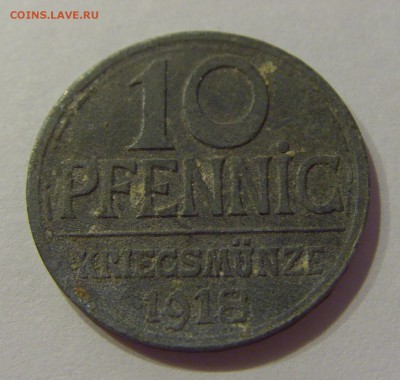 COINS.LAVE.RU
10
PFENNiG
KRIEGSMÜNZE
1918